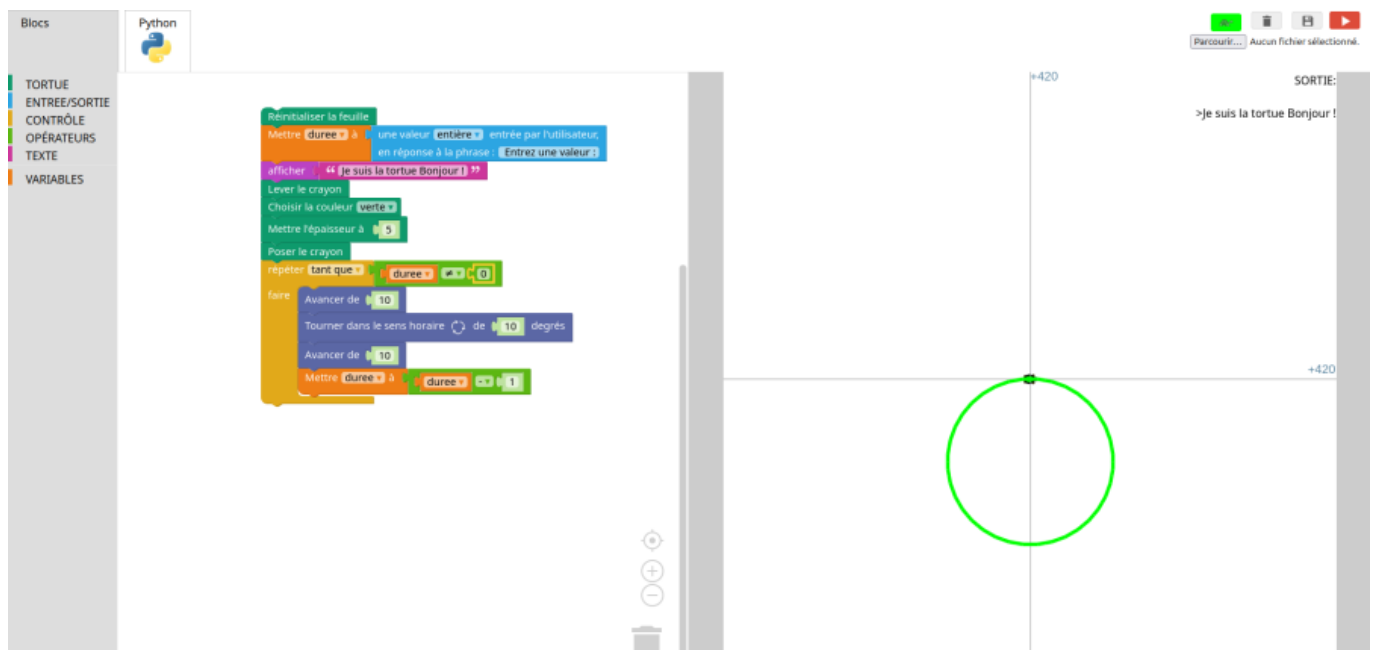 Blocs
Python
Parcourir... Aucun fichier sélectionné.
TORTUE
ENTREE/SORTIE
CONTRÔLE
OPÉRATEURS
TEXTE
VARIABLES
Réinitialiser la feuille
Mettre duree à une valeur entière entrée par l'utilisateur,
en réponse à la phrase : Entrez une valeur :
afficher “ Je suis la tortue Bonjour ! ”
Lever le crayon
Choisir la couleur verte
Mettre l'épaisseur à 5
Poser le crayon
répéter tant que duree ≠ 0
faire Avancer de 10
Tourner dans le sens horaire de 10 degrés
Avancer de 10
Mettre duree à duree - 1
+420
SORTIE:
>Je suis la tortue Bonjour !
+420